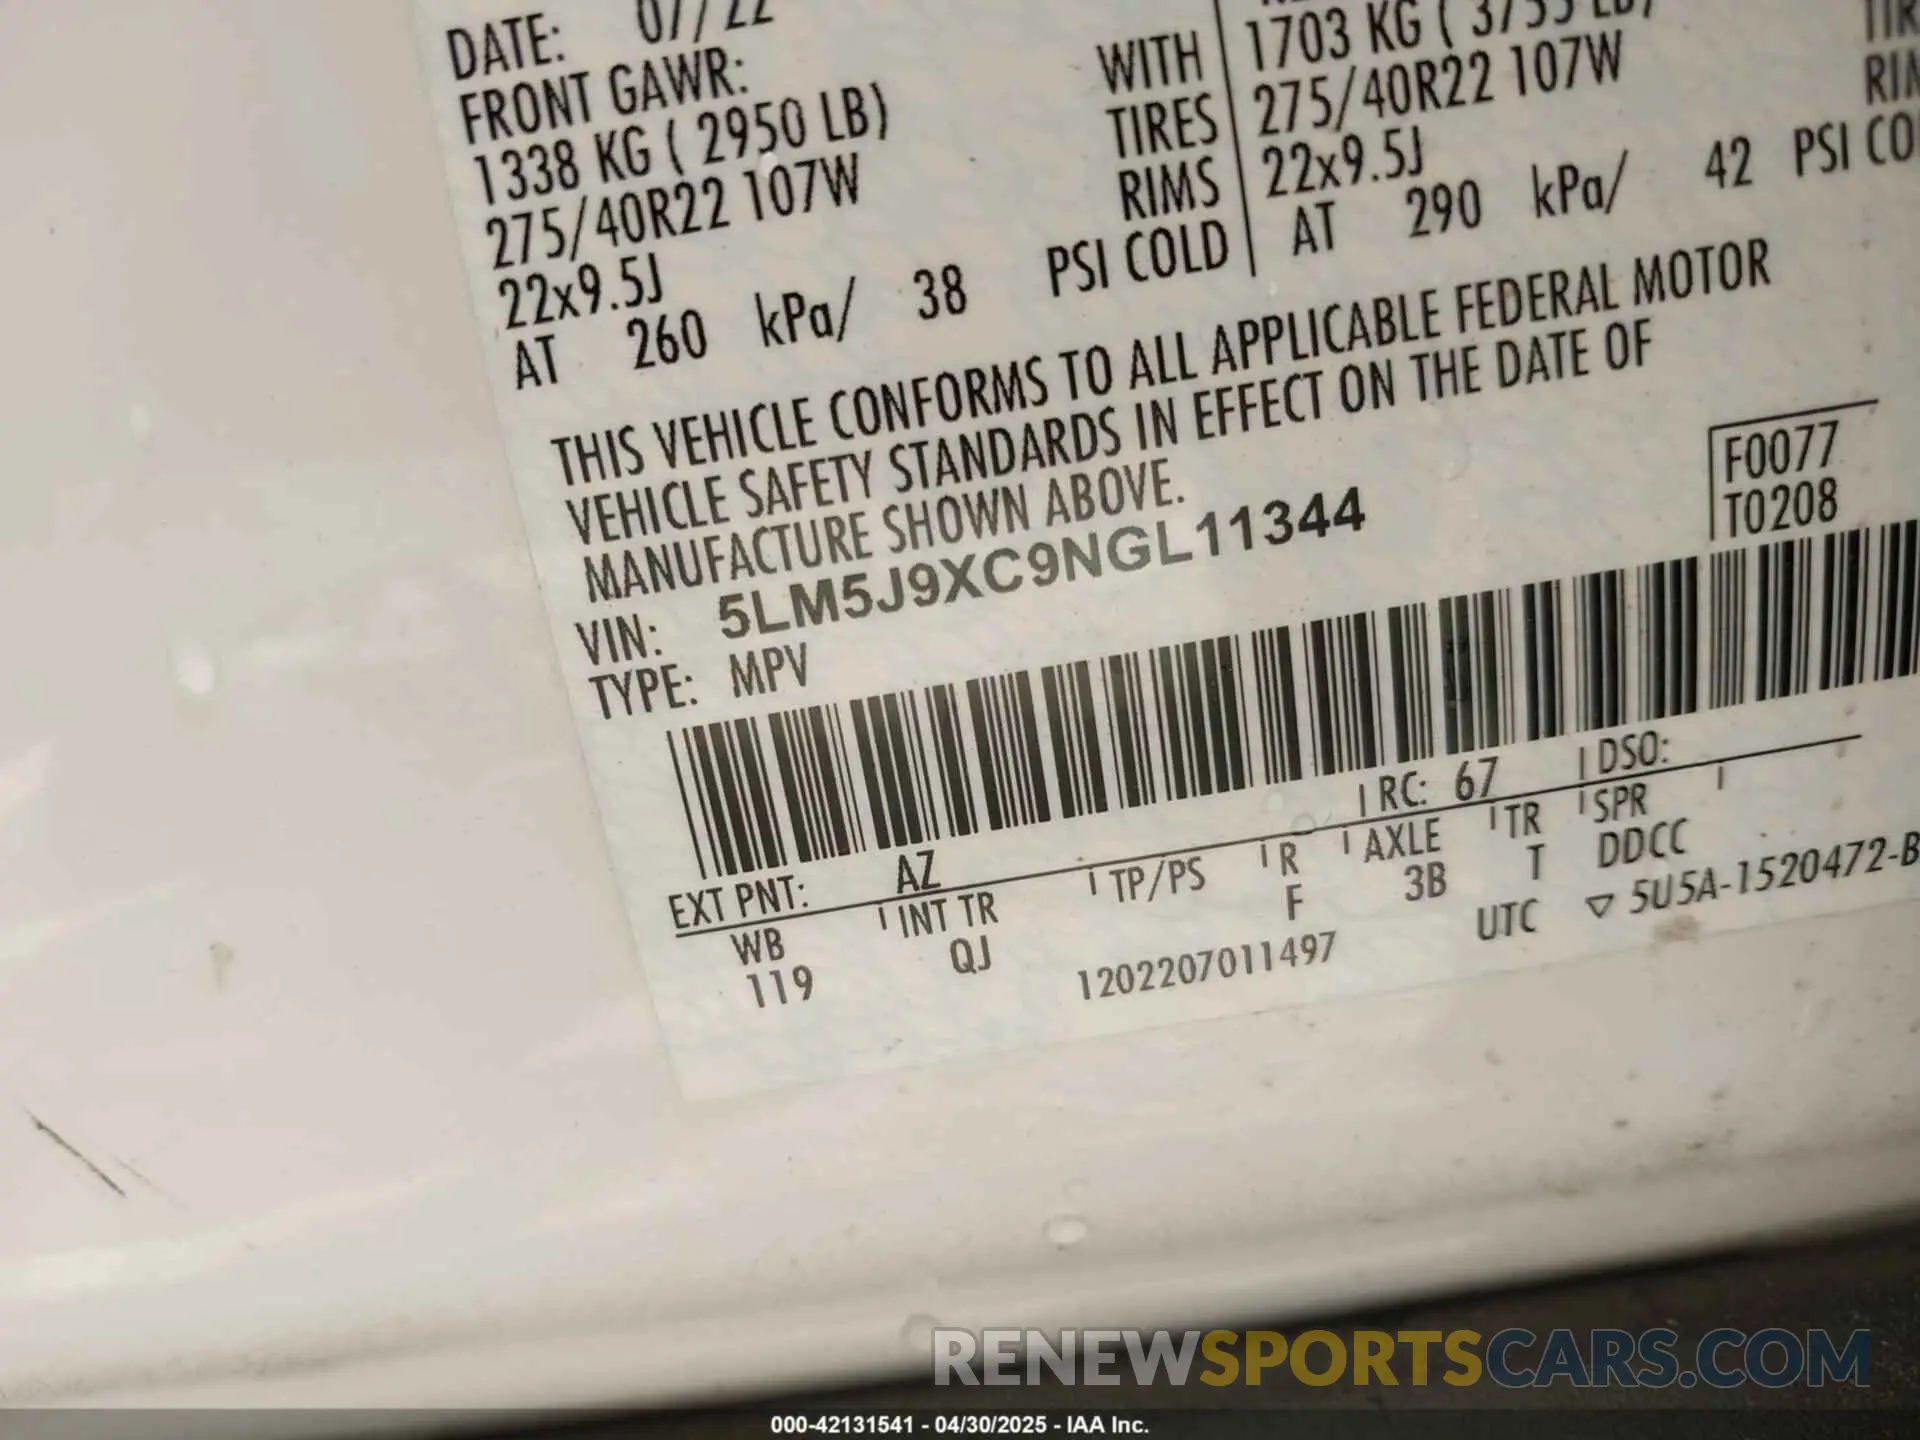 DATE: 07/22
FRONT GAWR:
1338 KG ( 2950 LB)
275/40R22 107W
22x9.5J
AT 260 kPa/ 38 PSI COLD
WITH
TIRES
RIMS
1703 KG ( 3755 LB)
275/40R22 107W
22x9.5J
AT 290 kPa/ 42 PSI CO
THIS VEHICLE CONFORMS TO ALL APPLICABLE FEDERAL MOTOR
VEHICLE SAFETY STANDARDS IN EFFECT ON THE DATE OF
MANUFACTURE SHOWN ABOVE.
F0077
T0208
VIN: 5LM5J9XC9NGL11344
TYPE: MPV
EXT PNT: AZ RC: 67 DSO:
WB INT TR TP/PS R AXLE TR SPR
119 QJ F 3B T DDCC
1202207011497 UTC ▽ 5U5A-1520472-B
RENEWSPORTSCARS.COM
000-42131541 - 04/30/2025 - IAA Inc.